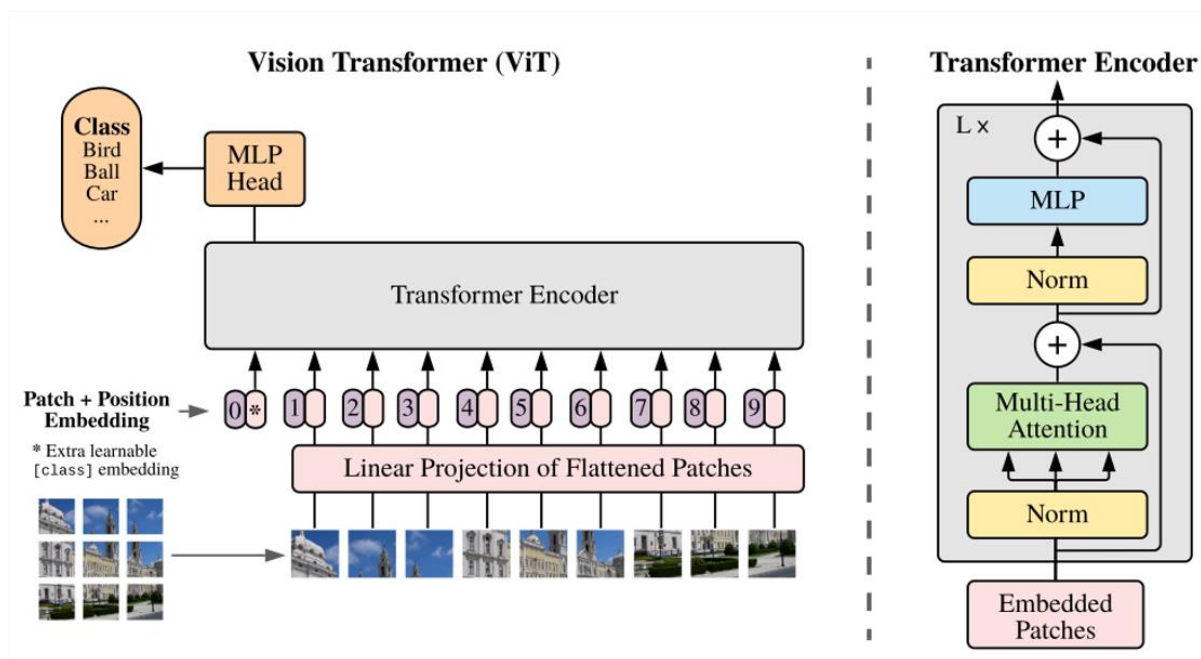 Vision Transformer (ViT)
Class
Bird
Ball
Car
...
MLP
Head
Transformer Encoder
Patch + Position
Embedding
0 * 1 2 3 4 5 6 7 8 9
* Extra learnable
[class] embedding
Linear Projection of Flattened Patches
Transformer Encoder
L ×
+
MLP
Norm
+
Multi-Head
Attention
Norm
Embedded
Patches